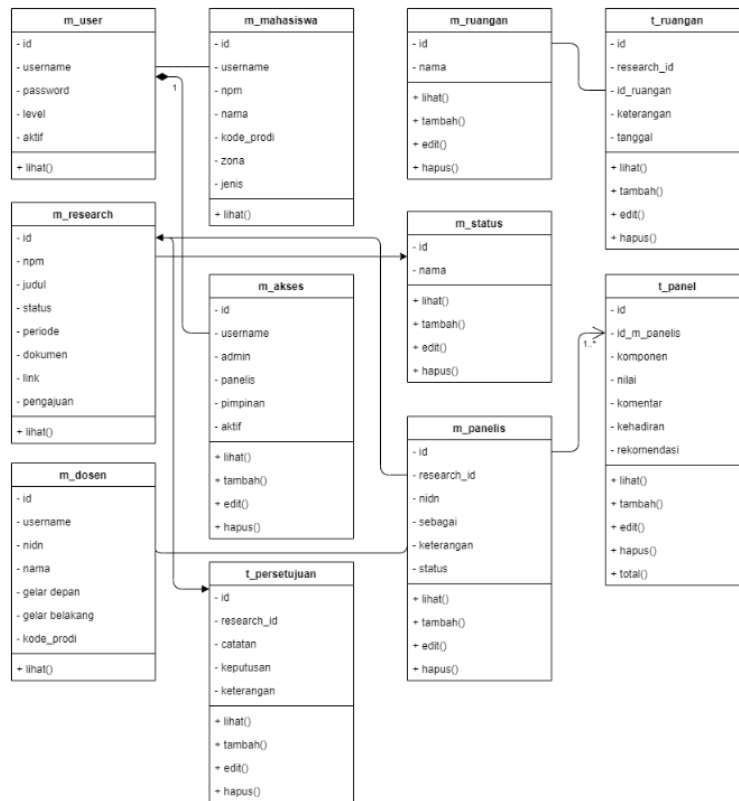 m_user
- id
- username
- password
- level
- aktif
+ lihat()
m_mahasiswa
- id
- username
- npm
- nama
- kode_prodi
- zona
- jenis
+ lihat()
m_ruangan
- id
- nama
+ lihat()
+ tambah()
+ edit()
+ hapus()
t_ruangan
- id
- research_id
- id_ruangan
- keterangan
- tanggal
+ lihat()
+ tambah()
+ edit()
+ hapus()
1
m_research
- id
- npm
- judul
- status
- periode
- dokumen
- link
- pengajuan
+ lihat()
m_akses
- id
- username
- admin
- panelis
- pimpinan
- aktif
+ lihat()
+ tambah()
+ edit()
+ hapus()
m_status
- id
- nama
+ lihat()
+ tambah()
+ edit()
+ hapus()
t_panel
- id
- id_m_panelis
- komponen
- nilai
- komentar
- kehadiran
- rekomendasi
+ lihat()
+ tambah()
+ edit()
+ hapus()
+ total()
1..*
m_dosen
- id
- username
- nidn
- nama
- gelar depan
- gelar belakang
- kode_prodi
+ lihat()
t_persetujuan
- id
- research_id
- catatan
- keputusan
- keterangan
+ lihat()
+ tambah()
+ edit()
+ hapus()
m_panelis
- id
- research_id
- nidn
- sebagai
- keterangan
- status
+ lihat()
+ tambah()
+ edit()
+ hapus()